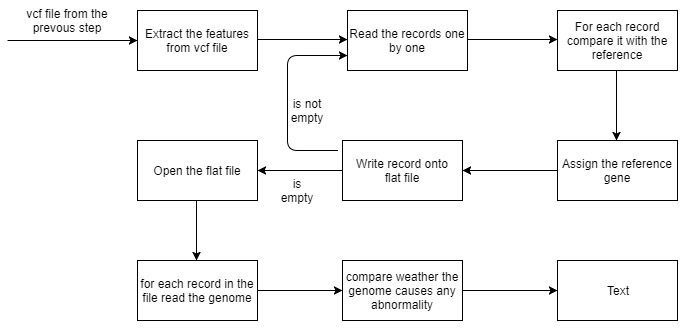 vcf file from the
prevous step
Extract the features
from vcf file
Read the records one
by one
For each record
compare it with the
reference
is not
empty
Open the flat file
is
empty
Write record onto
flat file
Assign the reference
gene
for each record in the
file read the genome
compare weather the
genome causes any
abnormality
Text